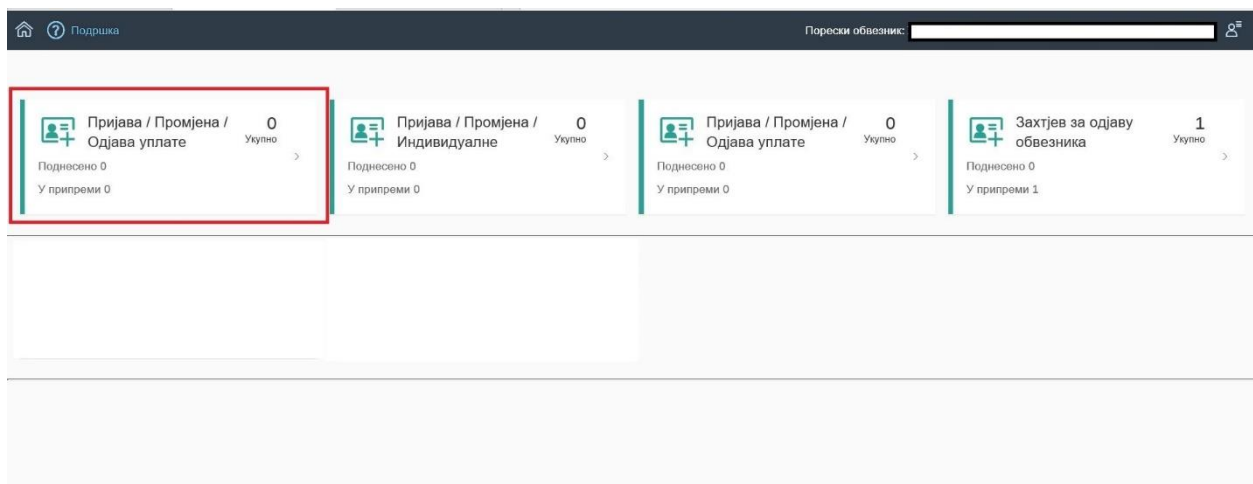 Подршка
Порески обвезник:
Пријава / Промјена /
Одјава уплате
0
Укупно
Поднесено 0
У припреми 0
Пријава / Промјена /
Индивидуалне
0
Укупно
Поднесено 0
У припреми 0
Пријава / Промјена /
Одјава уплате
0
Укупно
Поднесено 0
У припреми 0
Захтјев за одјаву
обвезника
1
Укупно
Поднесено 0
У припреми 1